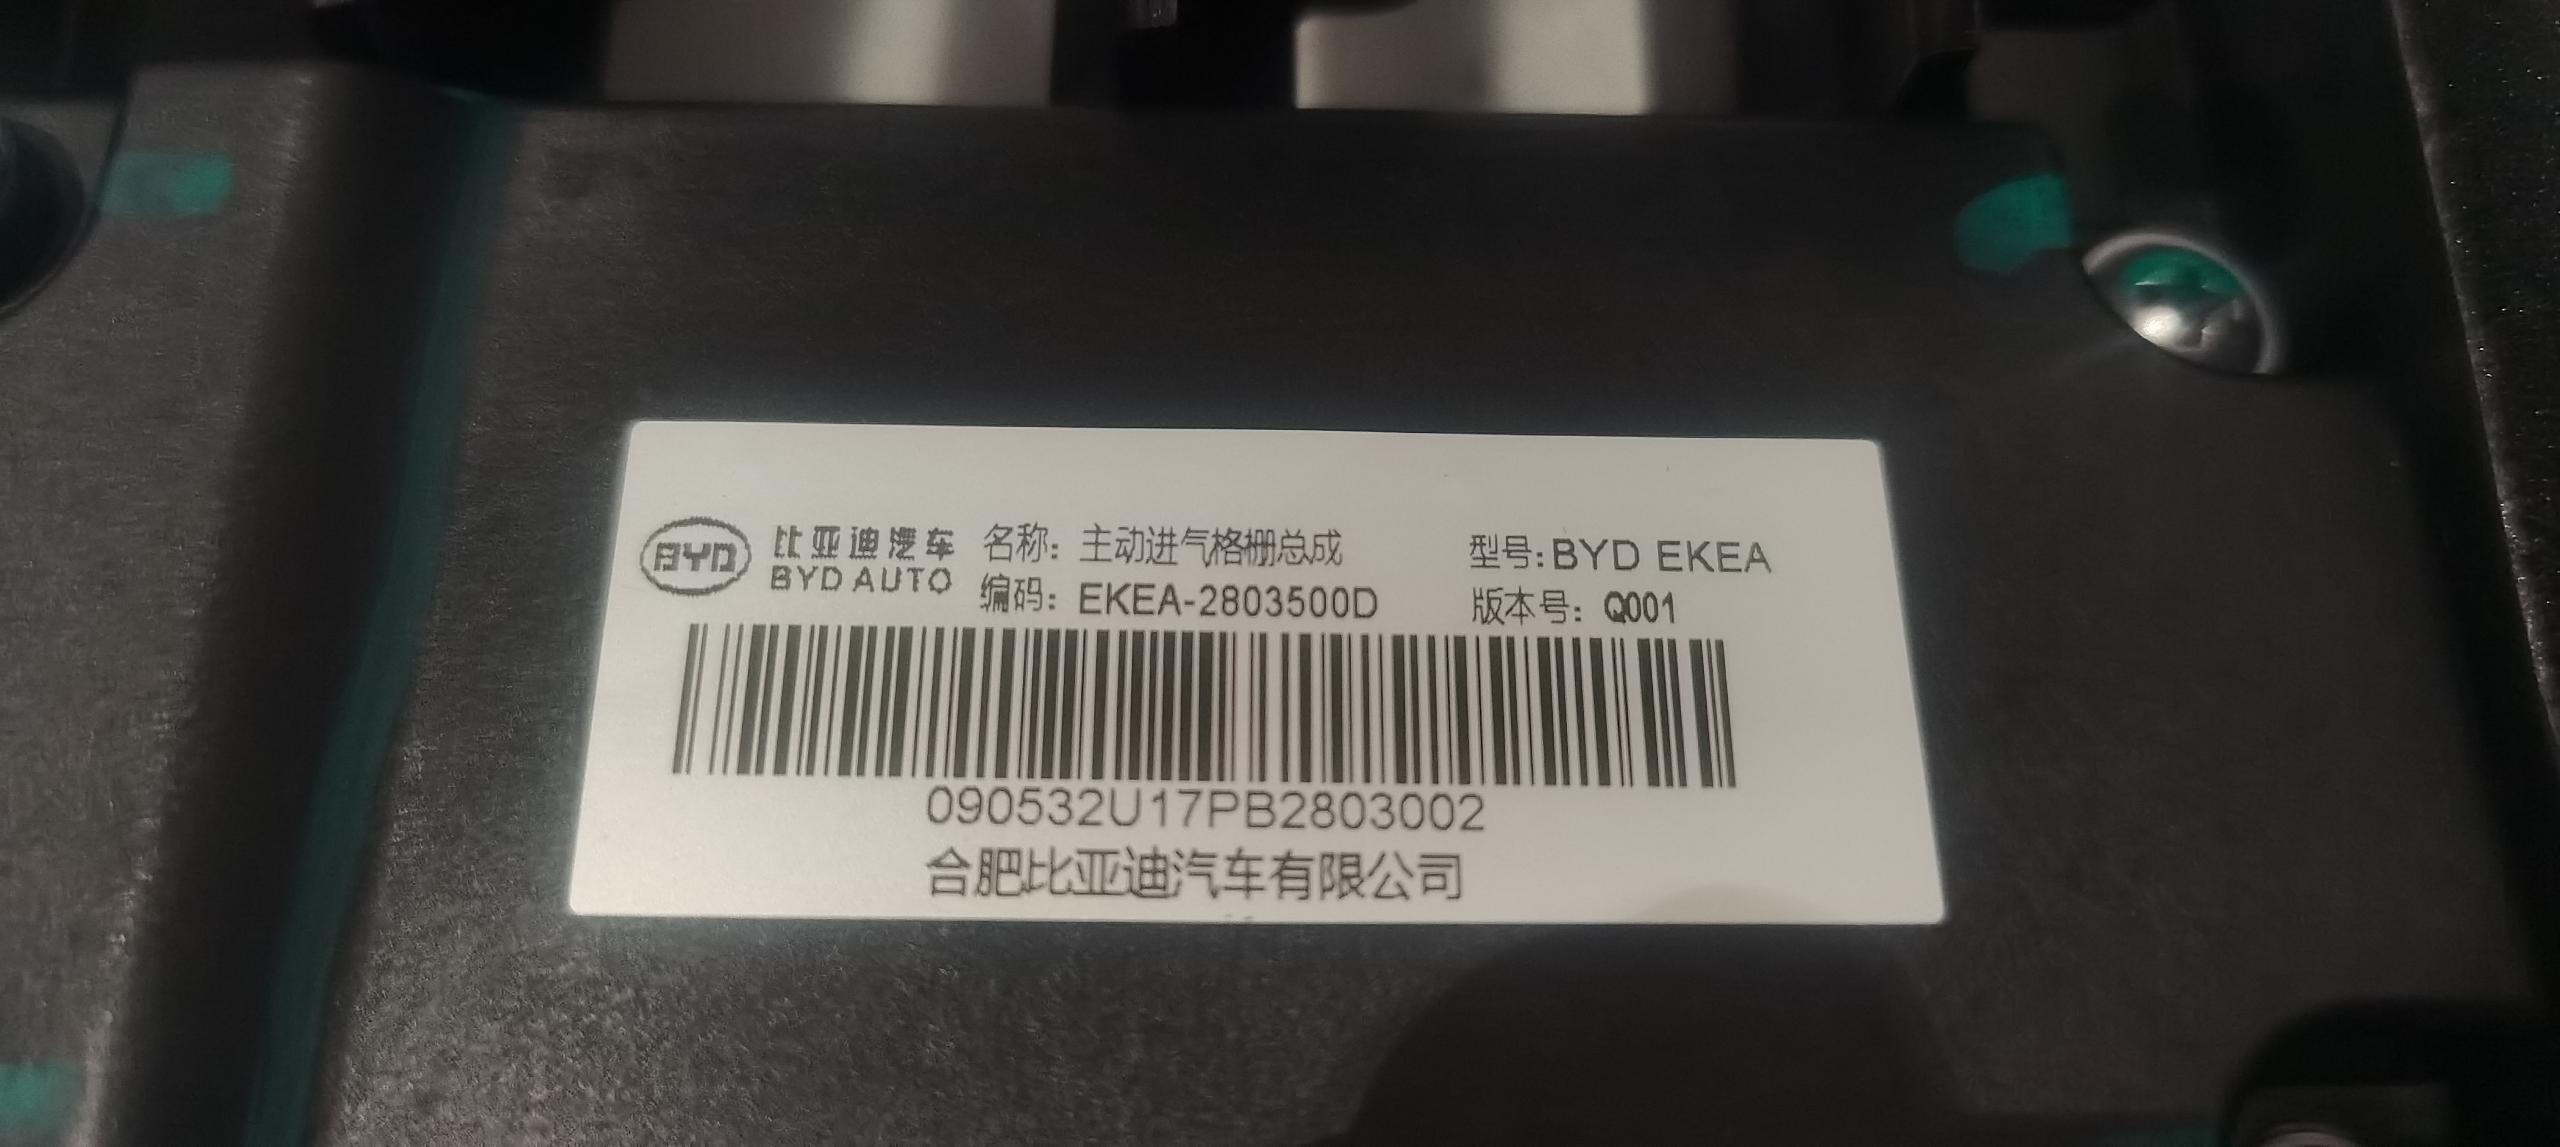 BYD 比亚迪汽车 名称：主动进气格栅总成 型号:BYD EKEA
BYD AUTO 编码：EKEA-2803500D 版本号：Q001
090532U17PB2803002
合肥比亚迪汽车有限公司